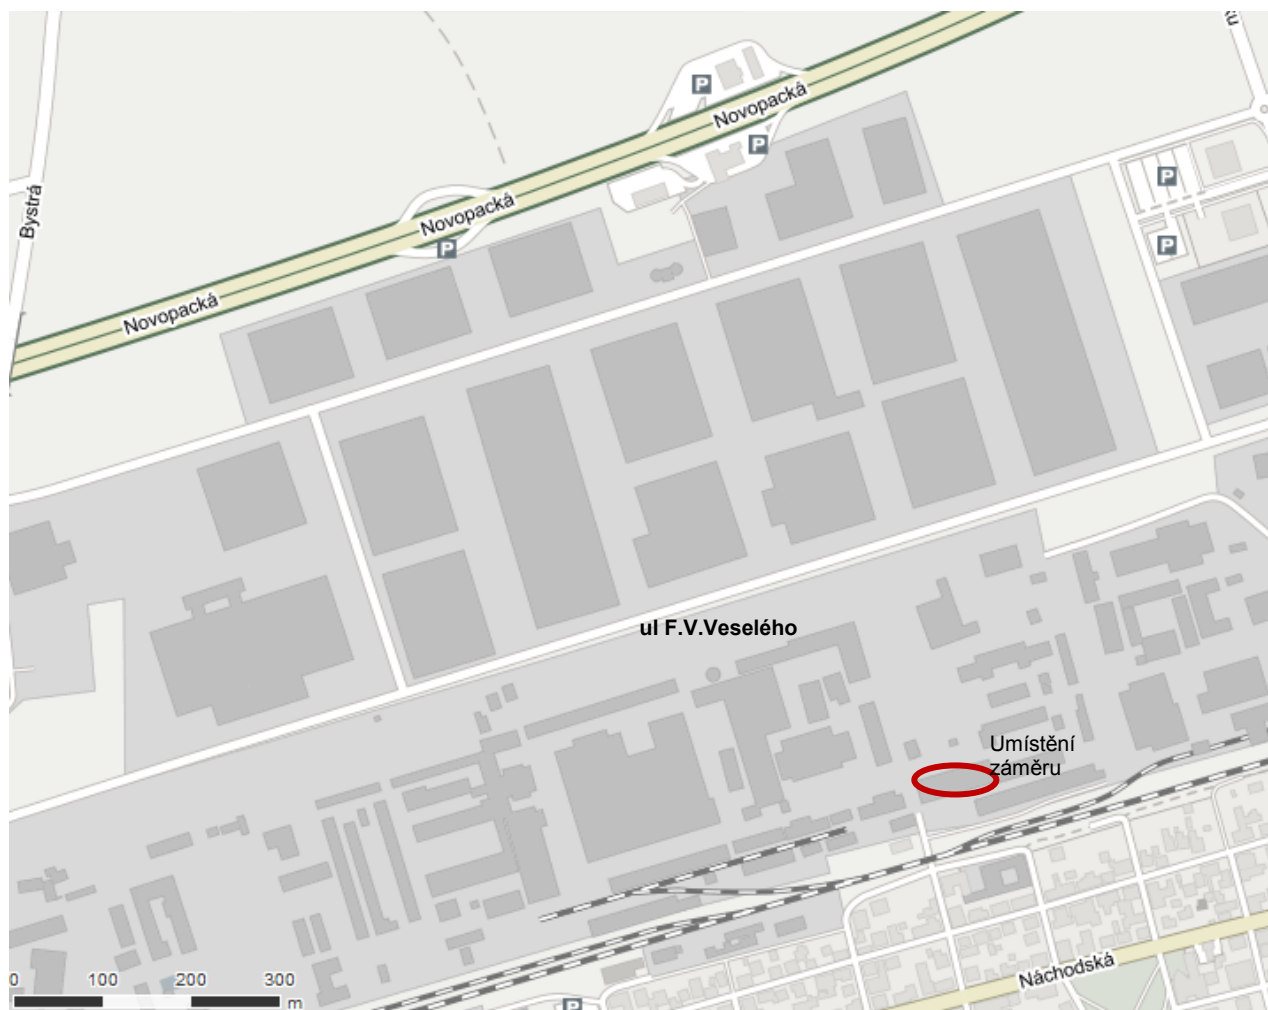 P
Novopacká
P
Bystrá
P
Novopacká
P
P
Novopacká
ul F.V.Veselého
Umístění
záměru
Náchodská
0 100 200 300
m
P